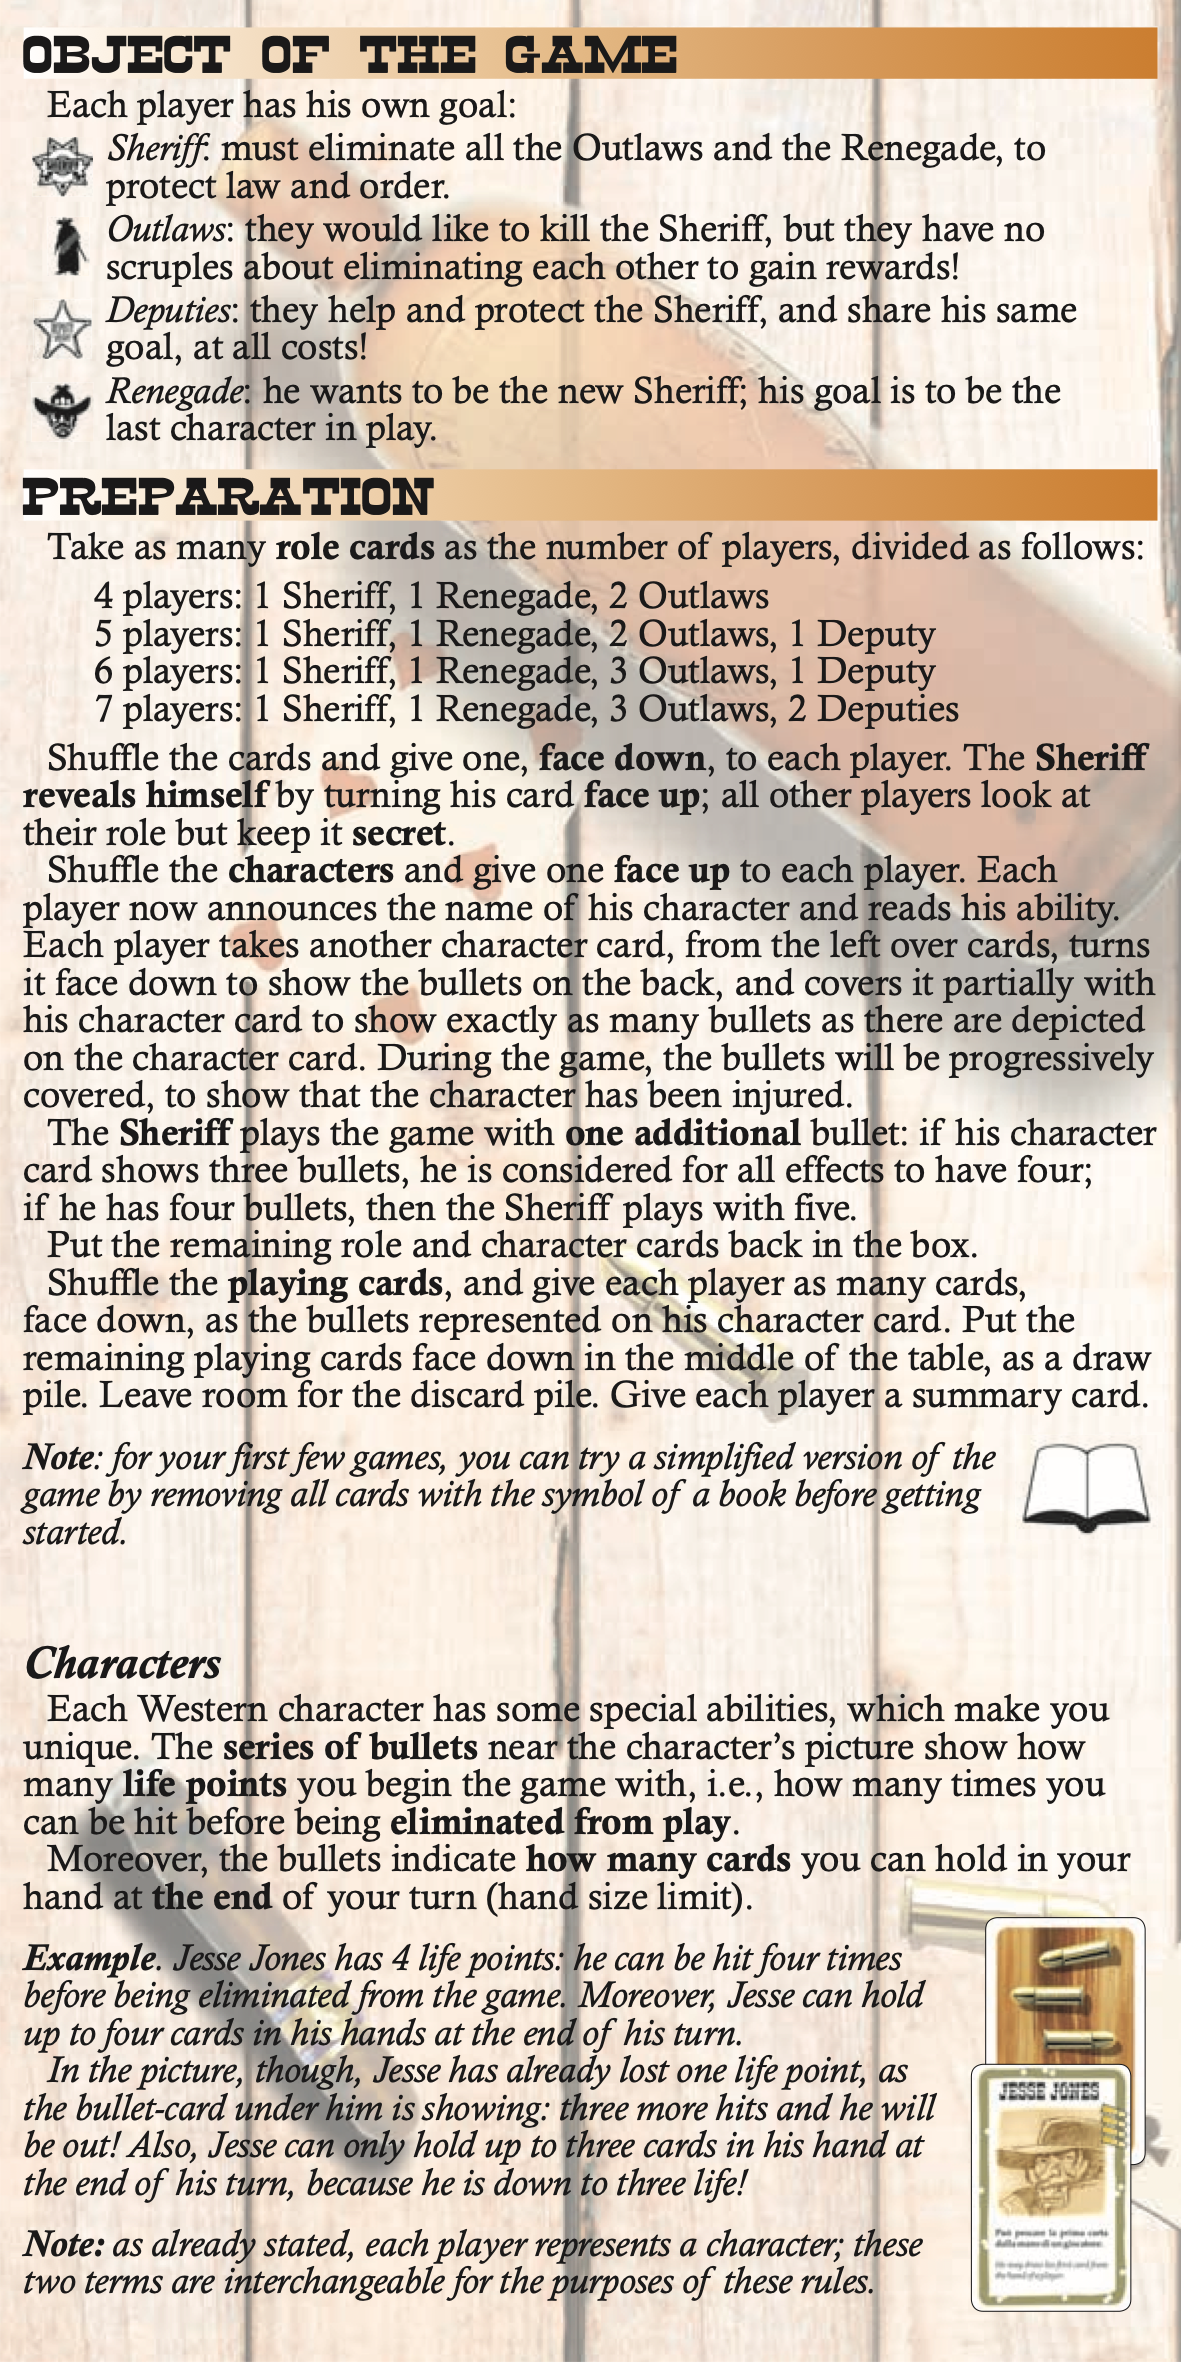 OBJECT OF THE GAME
Each player has his own goal:
Sheriff: must eliminate all the Outlaws and the Renegade, to
protect law and order.
Outlaws: they would like to kill the Sheriff, but they have no
scruples about eliminating each other to gain rewards!
Deputies: they help and protect the Sheriff, and share his same
goal, at all costs!
Renegade: he wants to be the new Sheriff; his goal is to be the
last character in play.
PREPARATION
Take as many role cards as the number of players, divided as follows:
4 players: 1 Sheriff, 1 Renegade, 2 Outlaws
5 players: 1 Sheriff, 1 Renegade, 2 Outlaws, 1 Deputy
6 players: 1 Sheriff, 1 Renegade, 3 Outlaws, 1 Deputy
7 players: 1 Sheriff, 1 Renegade, 3 Outlaws, 2 Deputies
Shuffle the cards and give one, face down, to each player. The Sheriff
reveals himself by turning his card face up; all other players look at
their role but keep it secret.
Shuffle the characters and give one face up to each player. Each
player now announces the name of his character and reads his ability.
Each player takes another character card, from the left over cards, turns
it face down to show the bullets on the back, and covers it partially with
his character card to show exactly as many bullets as there are depicted
on the character card. During the game, the bullets will be progressively
covered, to show that the character has been injured.
The Sheriff plays the game with one additional bullet: if his character
card shows three bullets, he is considered for all effects to have four;
if he has four bullets, then the Sheriff plays with five.
Put the remaining role and character cards back in the box.
Shuffle the playing cards, and give each player as many cards,
face down, as the bullets represented on his character card. Put the
remaining playing cards face down in the middle of the table, as a draw
pile. Leave room for the discard pile. Give each player a summary card.
Note: for your first few games, you can try a simplified version of the
game by removing all cards with the symbol of a book before getting
started.
Characters
Each Western character has some special abilities, which make you
unique. The series of bullets near the character's picture show how
many life points you begin the game with, i.e., how many times you
can be hit before being eliminated from play.
Moreover, the bullets indicate how many cards you can hold in your
hand at the end of your turn (hand size limit).
Example. Jesse Jones has 4 life points: he can be hit four times
before being eliminated from the game. Moreover, Jesse can hold
up to four cards in his hands at the end of his turn.
In the picture, though, Jesse has already lost one life point, as
the bullet-card under him is showing: three more hits and he will
be out! Also, Jesse can only hold up to three cards in his hand at
the end of his turn, because he is down to three life!
JESSE JONES
Può pescare la prima carta
dalla mano di un giocatore.
He may draw his first card from
the hand of a player.
Note: as already stated, each player represents a character; these
two terms are interchangeable for the purposes of these rules.